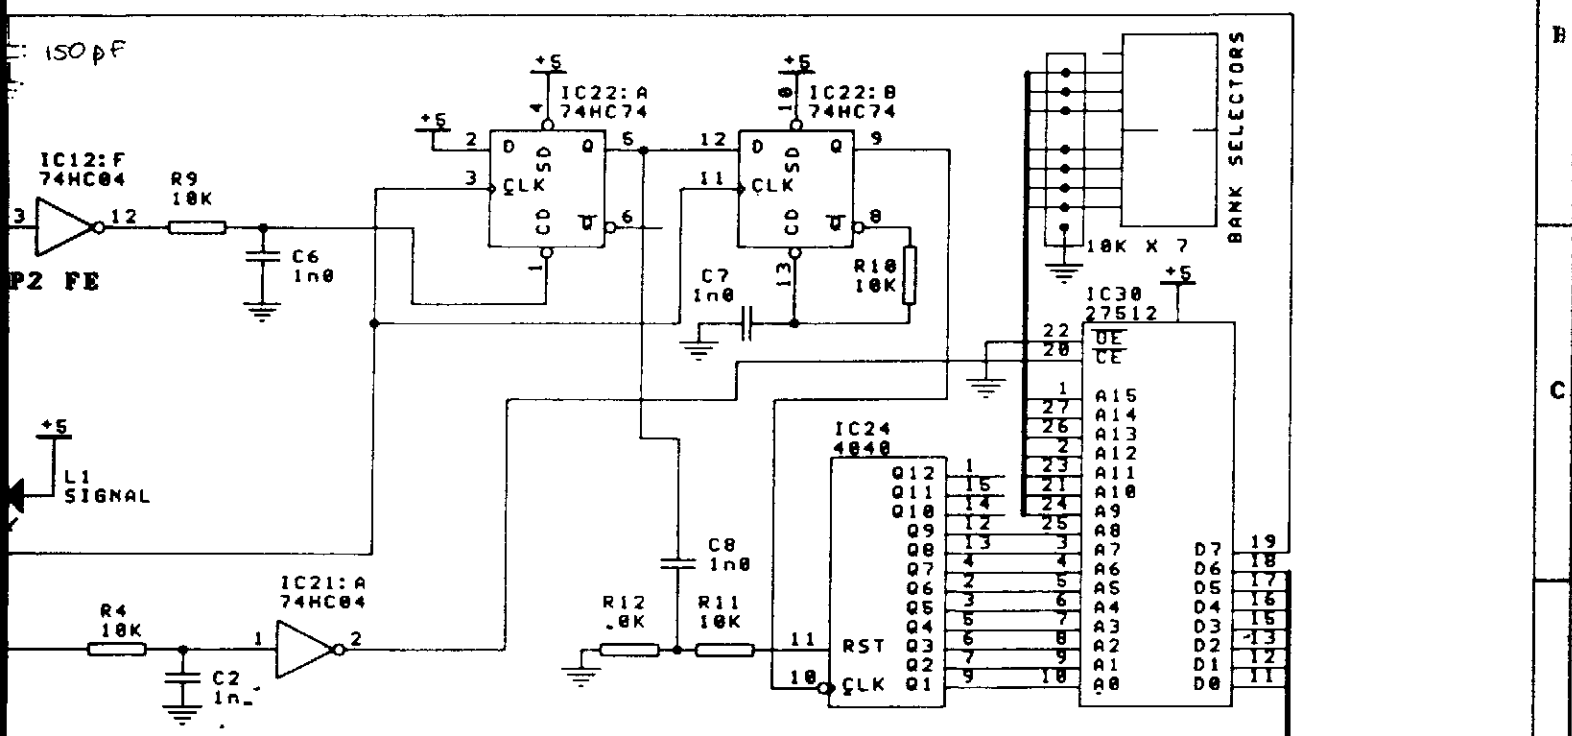 150pF
B
BANK SELECTORS
+5
+5
IC22:A
74HC74
4
IC22:B
74HC74
10
+5
2
D
SD
Q
5
3
CLK
CD
Q
6
1
12
D
SD
Q
9
11
CLK
CD
Q
8
13
IC12:F
74HC04
3
12
R9
10K
C6
1n0
P2 FE
C7
1n0
R10
10K
10K X 7
+5
IC30
27512
22
OE
20
CE
1
A15
27
A14
26
A13
2
A12
23
A11
21
A10
24
A9
25
A8
3
A7
4
A6
5
A5
6
A4
7
A3
8
A2
9
A1
10
A0
D7
19
D6
18
D5
17
D4
16
D3
15
D2
13
D1
12
D0
11
C
+5
L1
SIGNAL
IC24
4040
Q12
1
Q11
15
Q10
14
Q9
12
Q8
13
Q7
4
Q6
2
Q5
3
Q4
5
Q3
6
Q2
7
Q1
9
11
RST
10
CLK
C8
1n0
R12
R11
10K
IC21:A
74HC04
1
2
R4
10K
C2